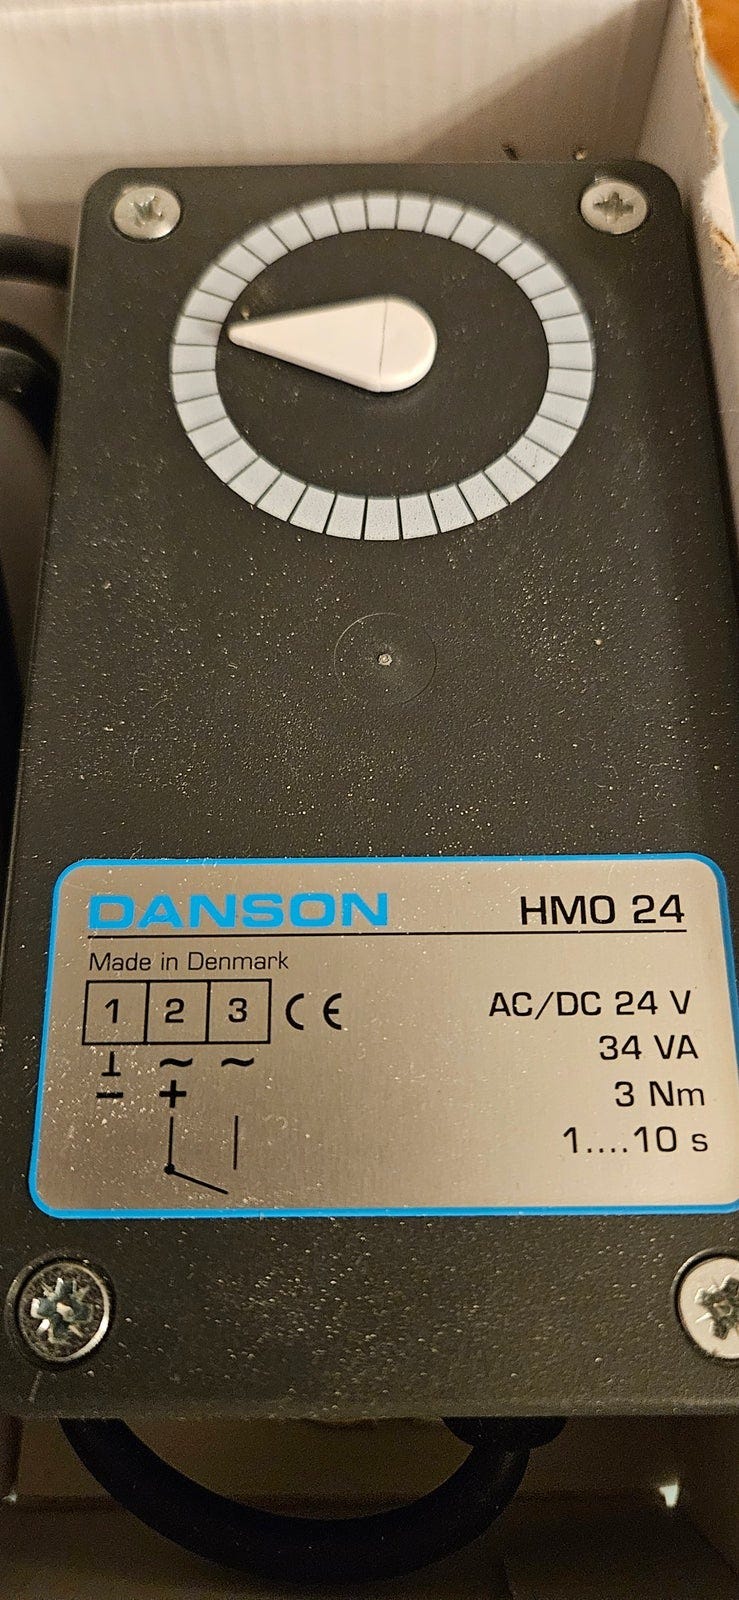 DANSON HMO 24
Made in Denmark
1 2 3 CE AC/DC 24 V
⊥ ~ ~ 34 VA
− + 3 Nm
1....10 s